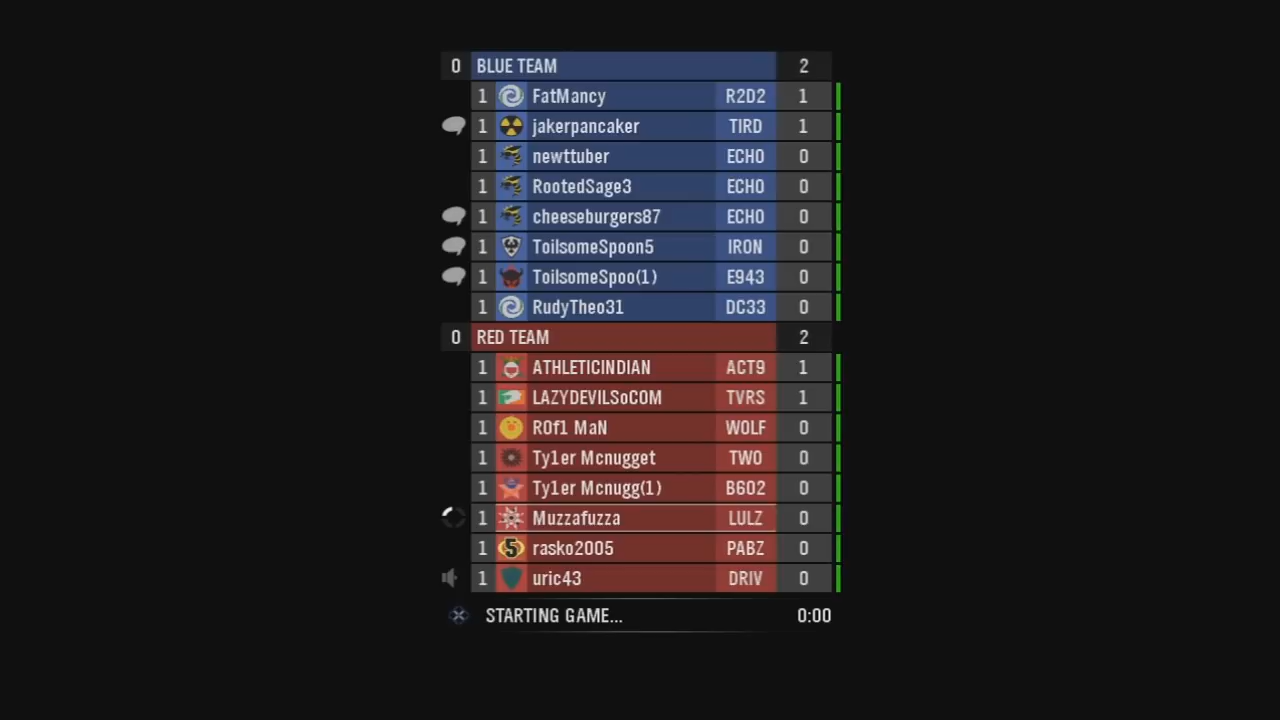 0 BLUE TEAM 2
1 FatMancy R2D2 1
1 jakerpancaker TIRD 1
1 newttuber ECHO 0
1 RootedSage3 ECHO 0
1 cheeseburgers87 ECHO 0
1 ToilsomeSpoon5 IRON 0
1 ToilsomeSpoo(1) E943 0
1 RudyTheo31 DC33 0
0 RED TEAM 2
1 ATHLETICINDIAN ACT9 1
1 LAZYDEVILSoCOM TVRS 1
1 R0f1 MaN WOLF 0
1 Ty1er Mcnugget TWO 0
1 Ty1er Mcnugg(1) B602 0
1 Muzzafuzza LULZ 0
1 5 rasko2005 PABZ 0
1 uric43 DRIV 0
STARTING GAME... 0:00